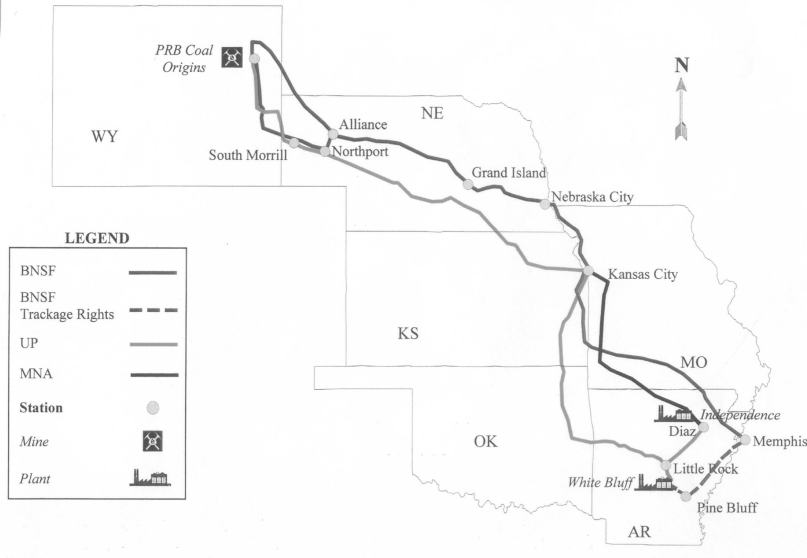 PRB Coal
Origins
N
WY
NE
Alliance
South Morrill
Northport
Grand Island
Nebraska City
LEGEND
BNSF
BNSF
Trackage Rights
UP
MNA
Station
Mine
Plant
Kansas City
KS
MO
OK
Independence
Diaz
Memphis
Little Rock
White Bluff
Pine Bluff
AR